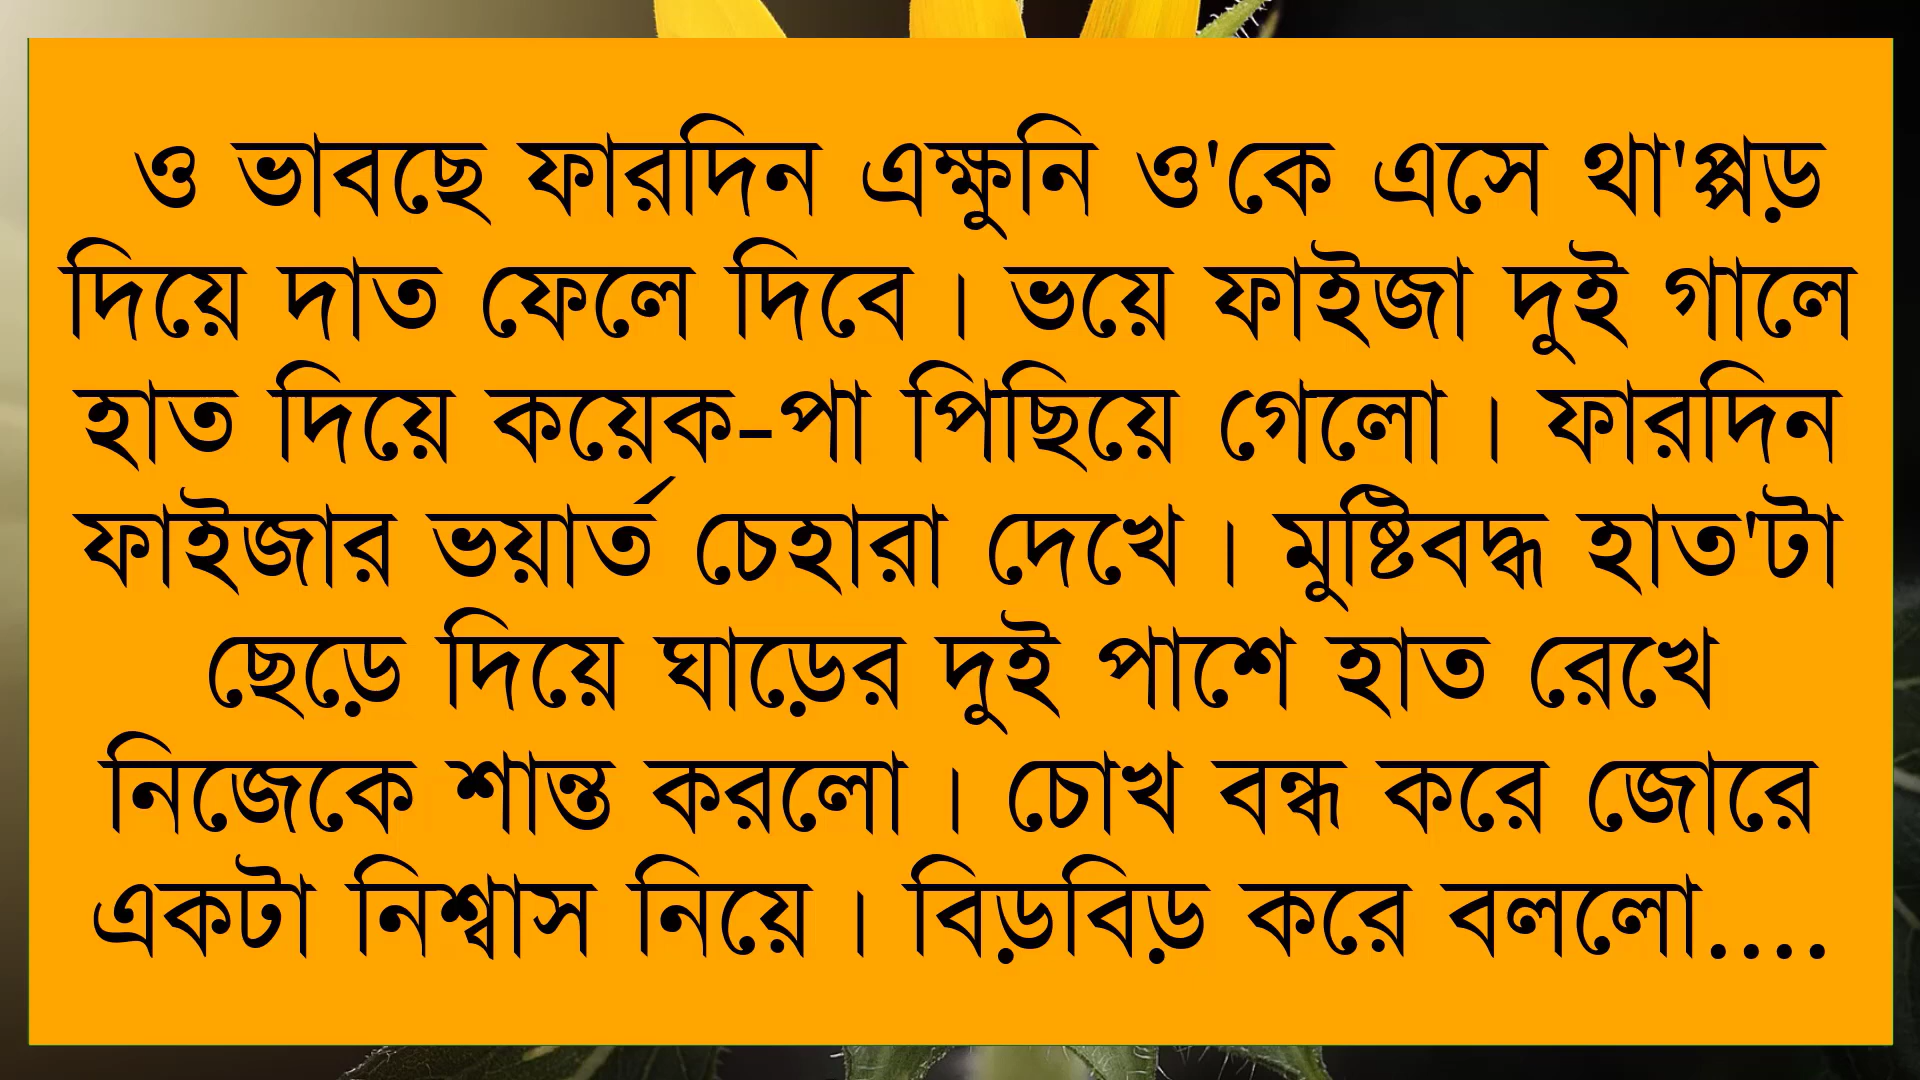 ও ভাবছে ফারদিন এক্ষুনি ও'কে এসে থা'প্পড়
দিয়ে দাত ফেলে দিবে। ভয়ে ফাইজা দুই গালে
হাত দিয়ে কয়েক-পা পিছিয়ে গেলো। ফারদিন
ফাইজার ভয়ার্ত চেহারা দেখে। মুষ্টিবদ্ধ হাত'টা
ছেড়ে দিয়ে ঘাড়ের দুই পাশে হাত রেখে
নিজেকে শান্ত করলো। চোখ বন্ধ করে জোরে
একটা নিশ্বাস নিয়ে। বিড়বিড় করে বললো....